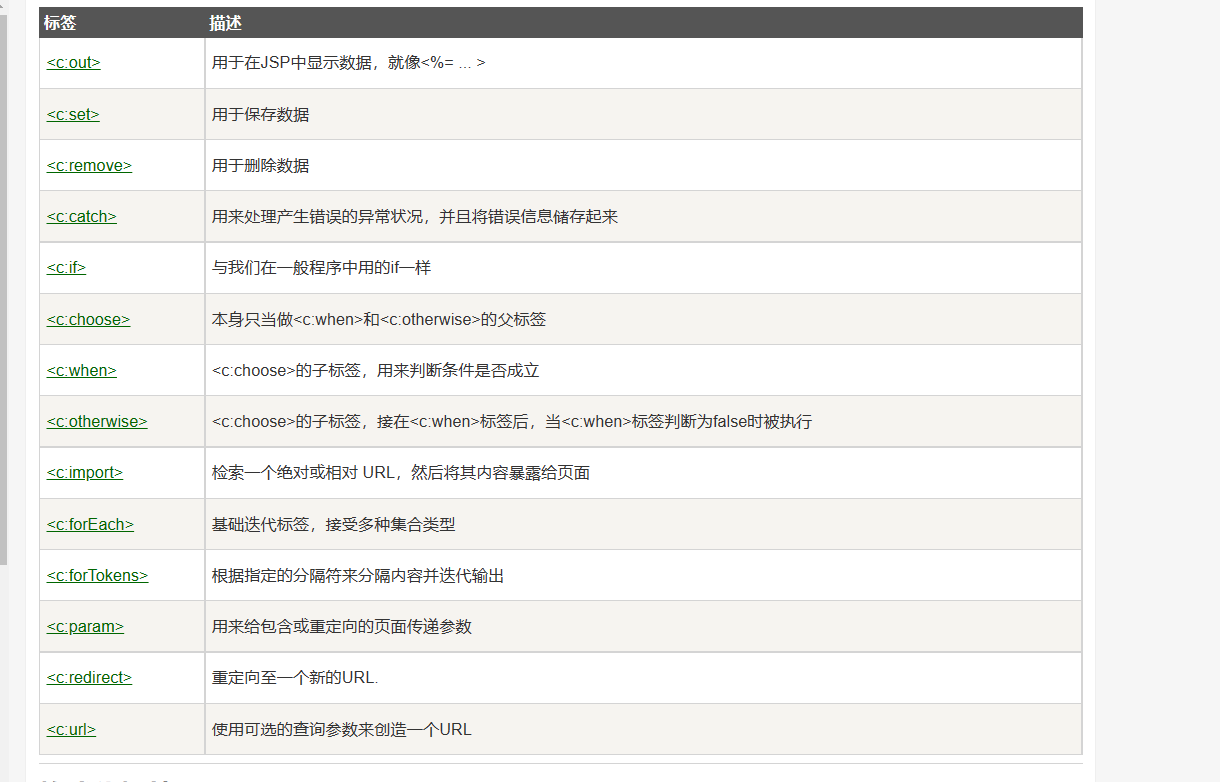 标签 描述
<c:out> 用于在JSP中显示数据，就像<%= ... >
<c:set> 用于保存数据
<c:remove> 用于删除数据
<c:catch> 用来处理产生错误的异常状况，并且将错误信息储存起来
<c:if> 与我们在一般程序中用的if一样
<c:choose> 本身只当做<c:when>和<c:otherwise>的父标签
<c:when> <c:choose>的子标签，用来判断条件是否成立
<c:otherwise> <c:choose>的子标签，接在<c:when>标签后，当<c:when>标签判断为false时被执行
<c:import> 检索一个绝对或相对 URL，然后将其内容暴露给页面
<c:forEach> 基础迭代标签，接受多种集合类型
<c:forTokens> 根据指定的分隔符来分隔内容并迭代输出
<c:param> 用来给包含或重定向的页面传递参数
<c:redirect> 重定向至一个新的URL.
<c:url> 使用可选的查询参数来创造一个URL